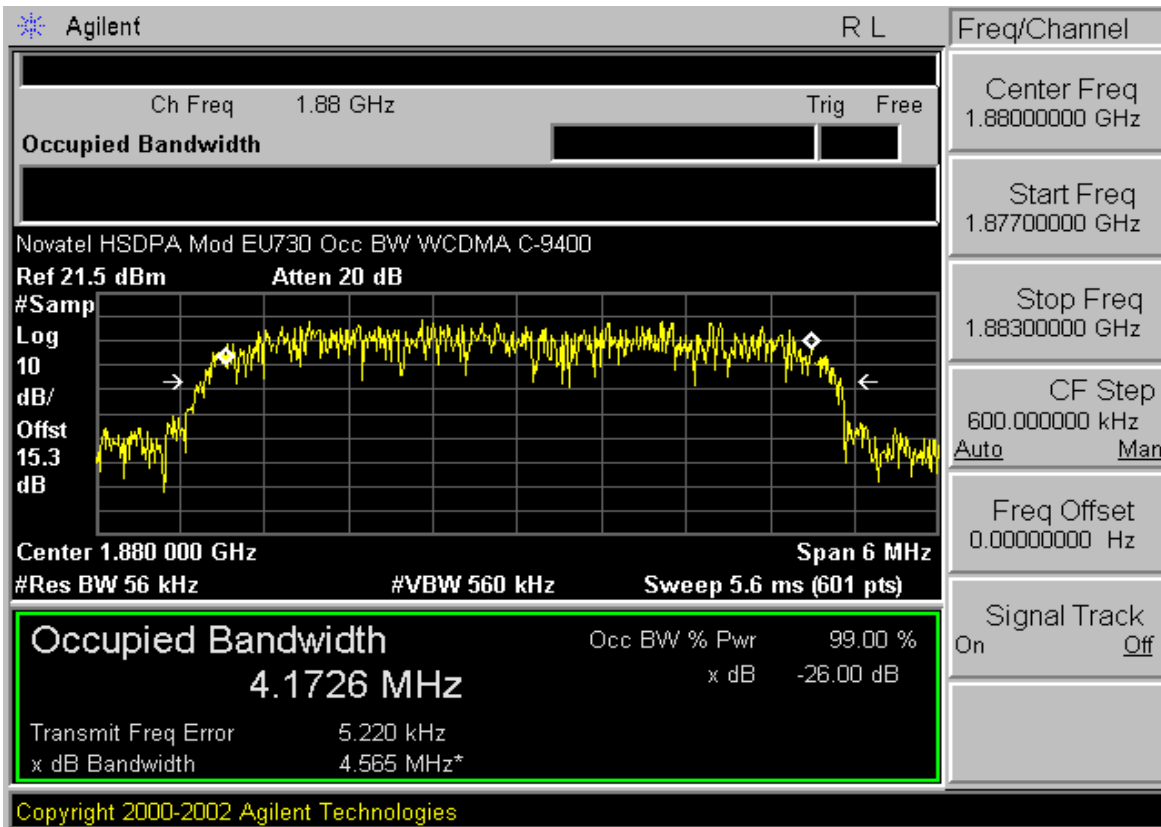 Agilent R L Freq/Channel
Ch Freq 1.88 GHz Trig Free
Occupied Bandwidth
Center Freq
1.88000000 GHz
Start Freq
1.87700000 GHz
Stop Freq
1.88300000 GHz
CF Step
600.000000 kHz
Auto Man
Freq Offset
0.00000000 Hz
Signal Track
On Off
Novatel HSDPA Mod EU730 Occ BW WCDMA C-9400
Ref 21.5 dBm Atten 20 dB
#Samp
Log
10
dB/
Offst
15.3
dB
Center 1.880 000 GHz Span 6 MHz
#Res BW 56 kHz #VBW 560 kHz Sweep 5.6 ms (601 pts)
Occupied Bandwidth Occ BW % Pwr 99.00 %
4.1726 MHz x dB -26.00 dB
Transmit Freq Error 5.220 kHz
x dB Bandwidth 4.565 MHz*
Copyright 2000-2002 Agilent Technologies